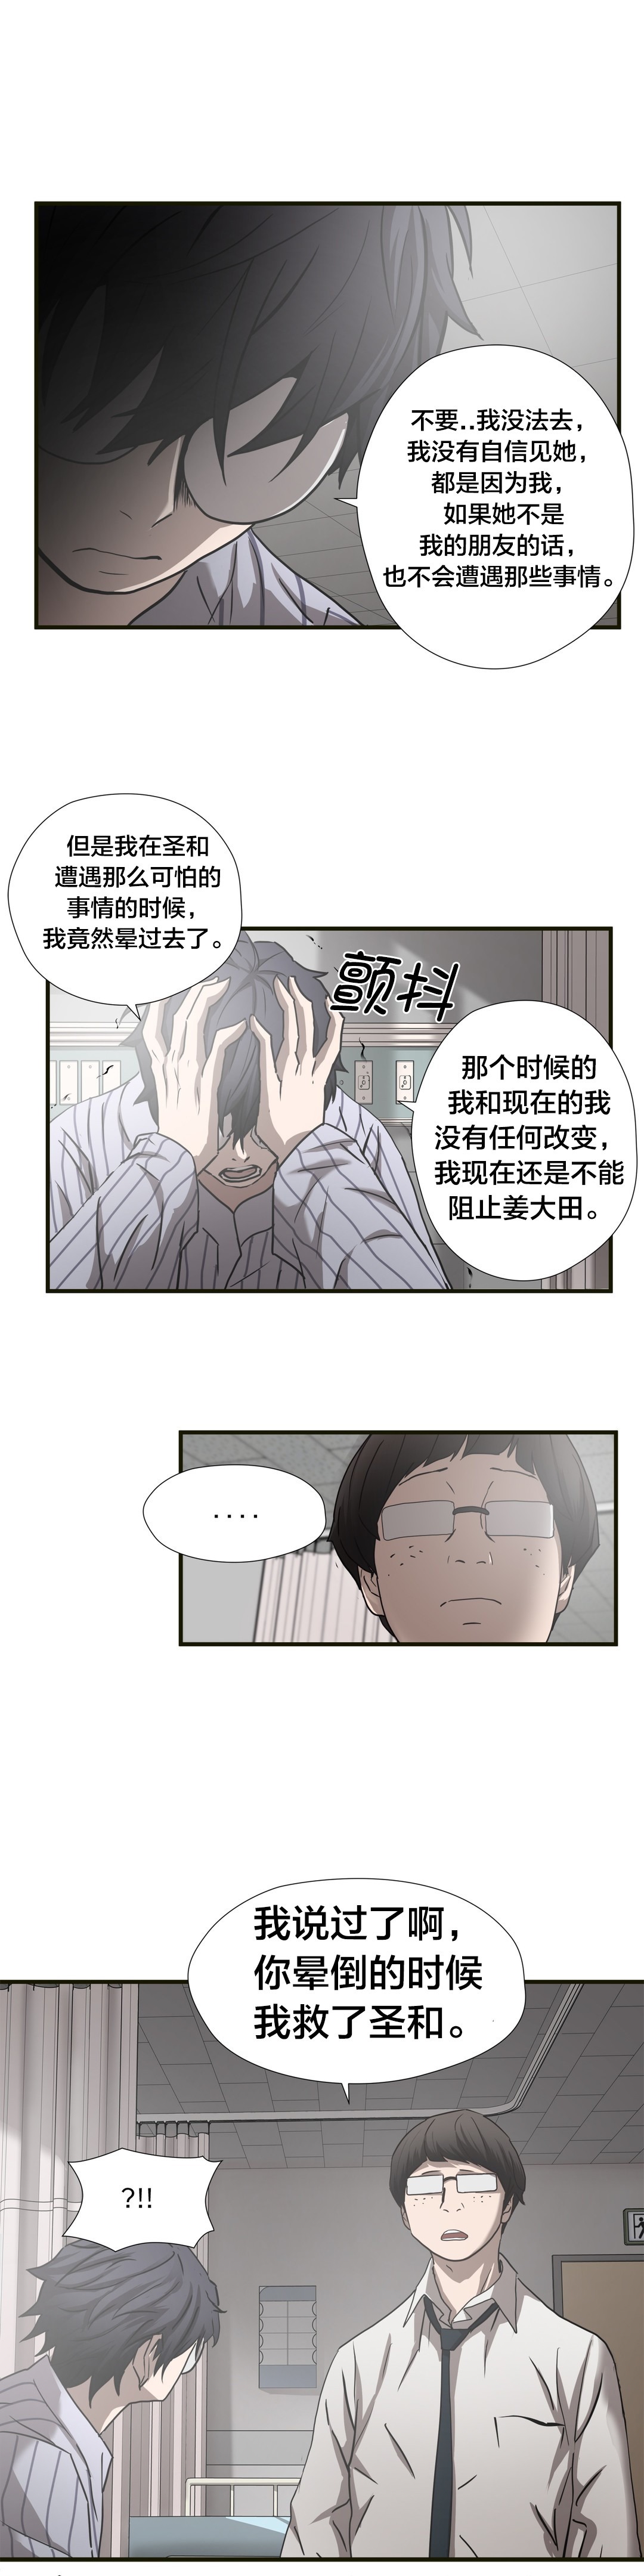 不要..我没法去，
我没有自信见她，
都是因为我，
如果她不是
我的朋友的话，
也不会遭遇那些事情。
但是我在圣和
遭遇那么可怕的
事情的时候，
我竟然晕过去了。
颤抖
那个时候的
我和现在的我
没有任何改变，
我现在还是不能
阻止姜大田。
....
我说过了啊，
你晕倒的时候
我救了圣和。
?!!